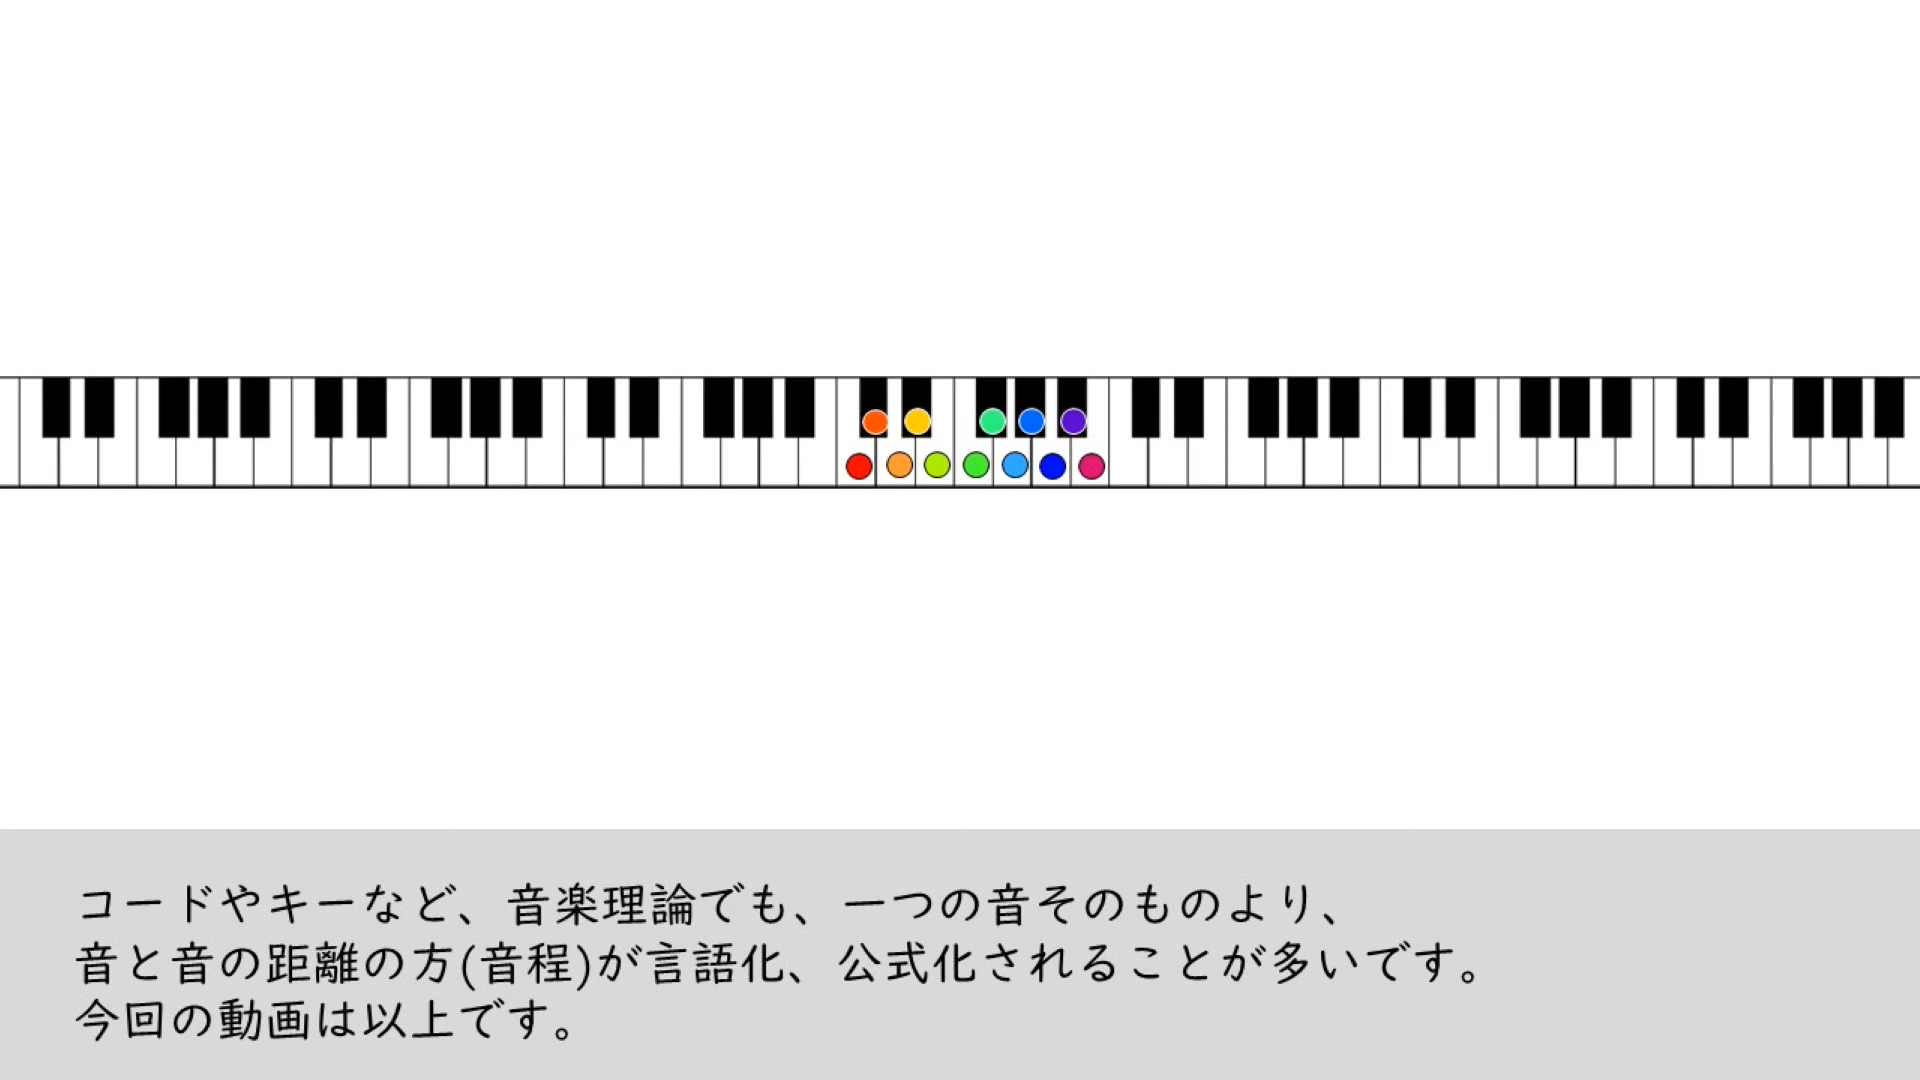 コードやキーなど、音楽理論でも、一つの音そのものより、
音と音の距離の方(音程)が言語化、公式化されることが多いです。
今回の動画は以上です。